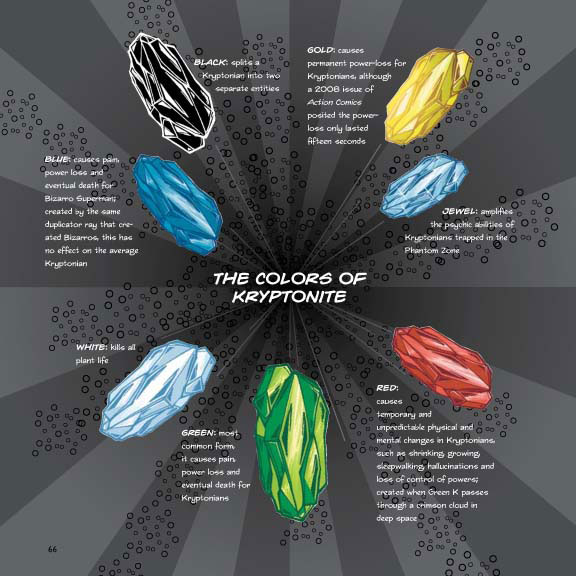 BLACK: splits a
Kryptonian into two
separate entities
GOLD: causes
permanent power-loss for
Kryptonians, although
a 2008 issue of
Action Comics
posited the power-
loss only lasted
fifteen seconds
BLUE: causes pain,
power loss and
eventual death for
Bizarro Superman;
created by the same
duplicator ray that cre-
ated Bizarros, this has
no effect on the average
Kryptonian
JEWEL: amplifies
the psychic abilities of
Kryptonians trapped in the
Phantom Zone
THE COLORS OF
KRYPTONITE
WHITE: kills all
plant life
GREEN: most
common form,
it causes pain,
power loss and
eventual death for
Kryptonians
RED:
causes
temporary and
unpredictable physical and
mental changes in Kryptonians,
such as shrinking, growing,
sleepwalking, hallucinations and
loss of control of powers;
created when Green K passes
through a crimson cloud in
deep space
66